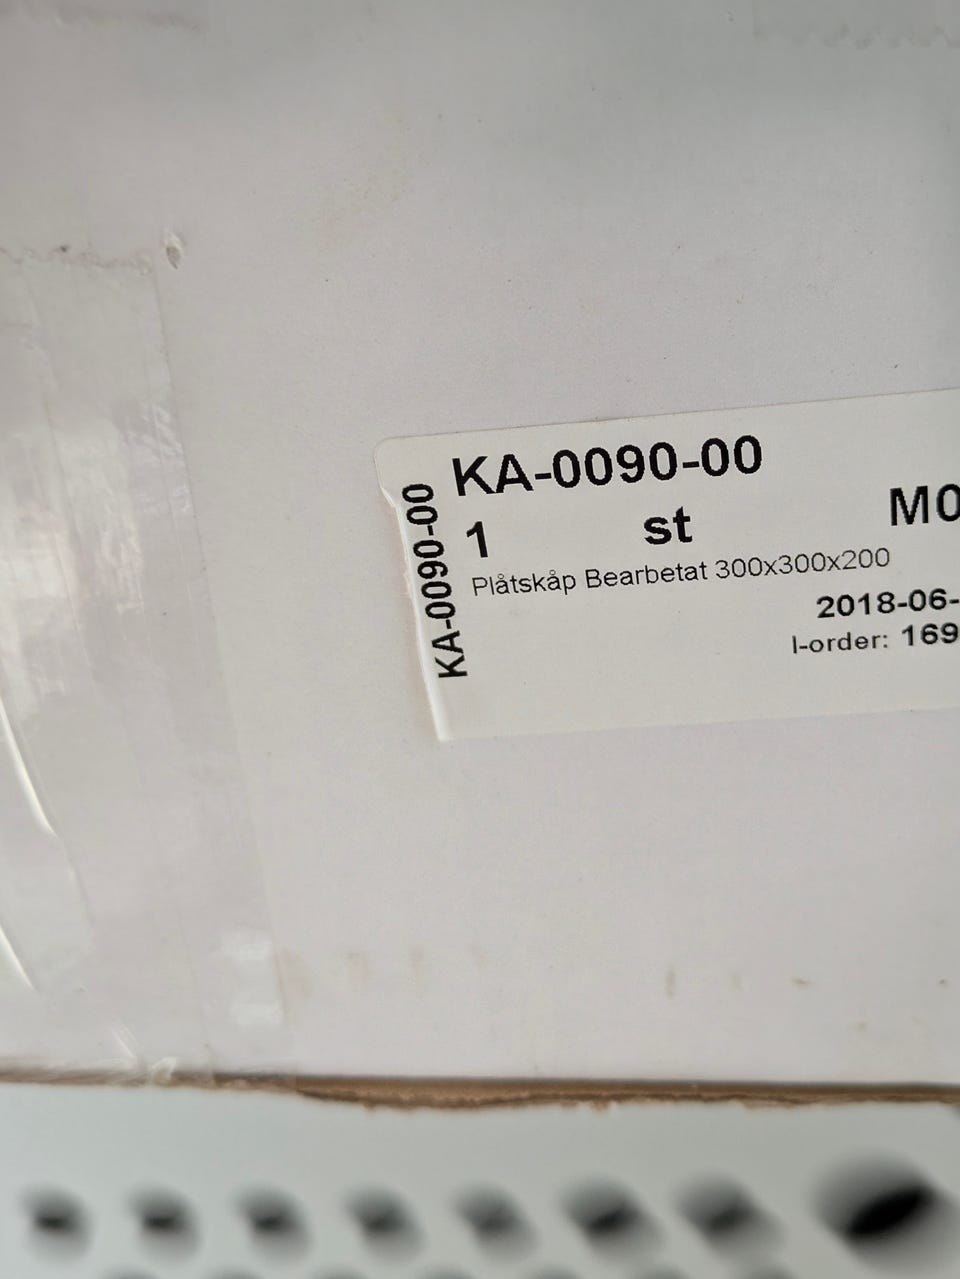 KA-0090-00
KA-0090-00
1 st M0
Plåtskåp Bearbetat 300x300x200
2018-06-
I-order: 169